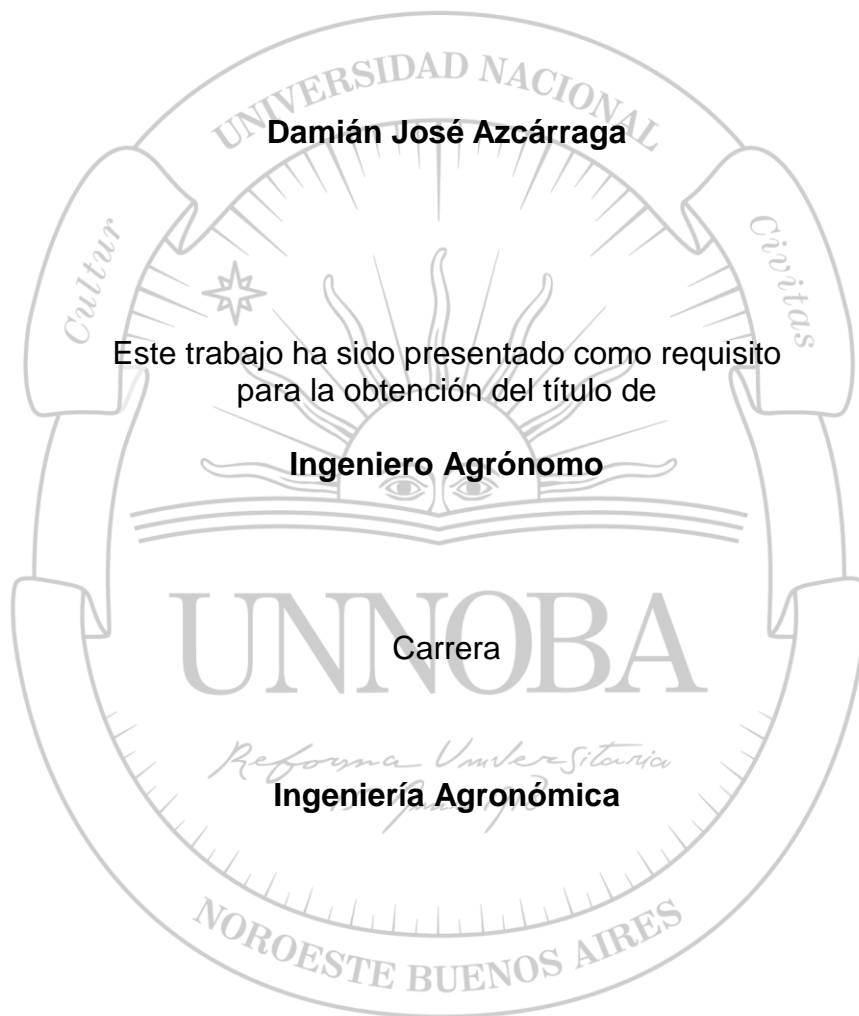 UNIVERSIDAD NACIONAL
Damián José Azcárraga
Cultur
Civitas
Este trabajo ha sido presentado como requisito
para la obtención del título de
Ingeniero Agrónomo
UNNOBA
Carrera
Reforma Universitaria
Ingeniería Agronómica
NOROESTE BUENOS AIRES